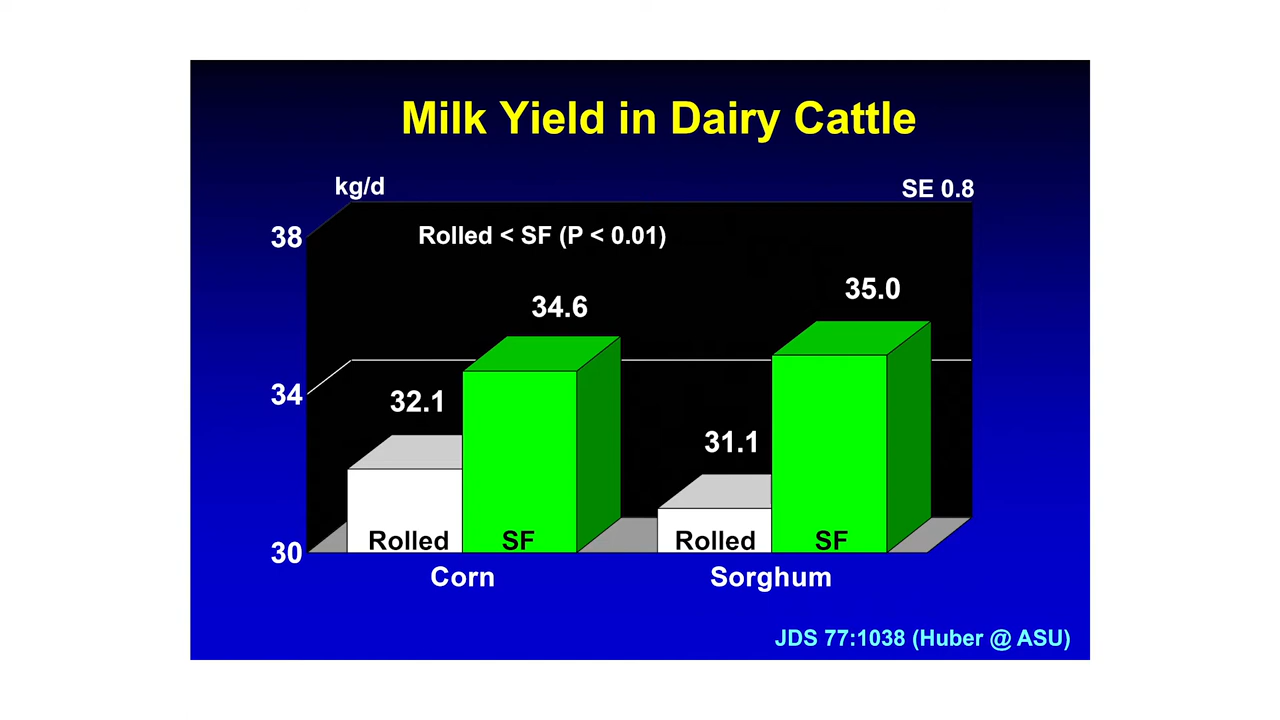 Milk Yield in Dairy Cattle
kg/d
SE 0.8
38
Rolled < SF (P < 0.01)
34.6
35.0
34
32.1
31.1
Rolled
SF
Rolled
SF
30
Corn
Sorghum
JDS 77:1038 (Huber @ ASU)